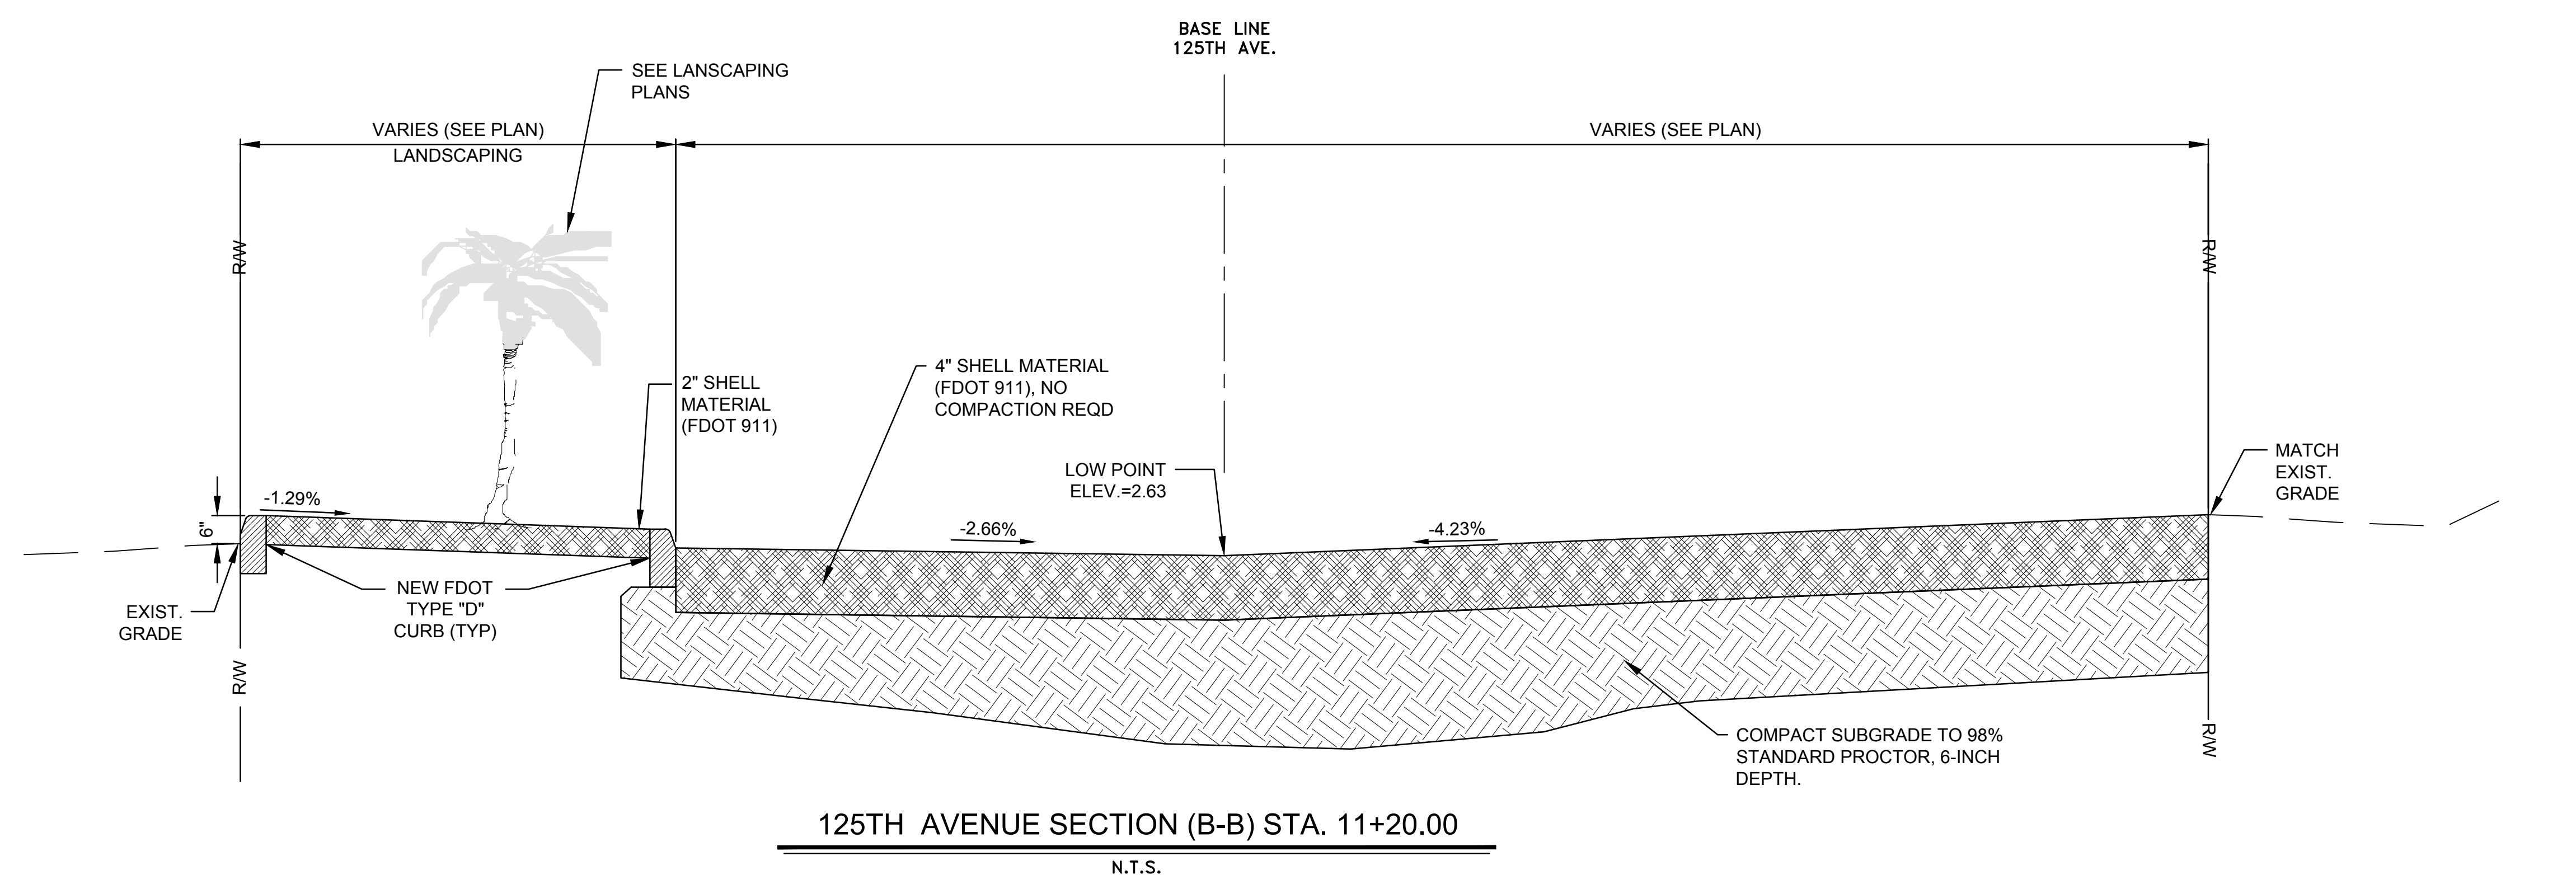 BASE LINE
125TH AVE.
SEE LANSCAPING
PLANS
VARIES (SEE PLAN)
LANDSCAPING
VARIES (SEE PLAN)
R/W
R/W
4" SHELL MATERIAL
(FDOT 911), NO
COMPACTION REQD
2" SHELL
MATERIAL
(FDOT 911)
LOW POINT
ELEV.=2.63
MATCH
EXIST.
GRADE
-1.29%
6"
-2.66%
-4.23%
NEW FDOT
TYPE "D"
CURB (TYP)
EXIST.
GRADE
R/W
R/W
COMPACT SUBGRADE TO 98%
STANDARD PROCTOR, 6-INCH
DEPTH.
125TH AVENUE SECTION (B-B) STA. 11+20.00
N.T.S.